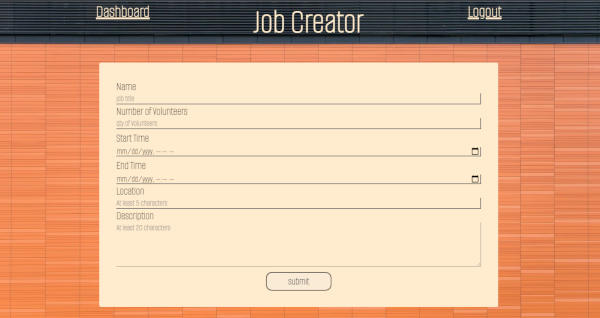 Dashboard
Job Creator
Logout
Name
job title
Number of Volunteers
qty of Volunteers
Start Time
mm/dd/yyyy, -- -- --
End Time
mm/dd/yyyy, -- -- --
Location
At least 5 characters
Description
At least 20 characters
submit